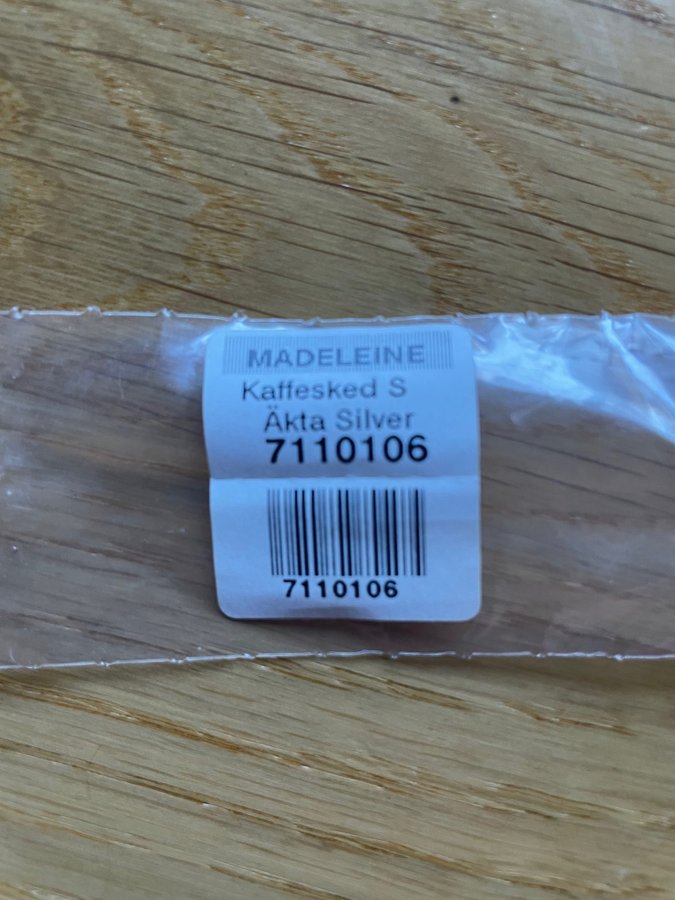 MADELEINE
Kaffesked S
Äkta Silver
7110106
7110106